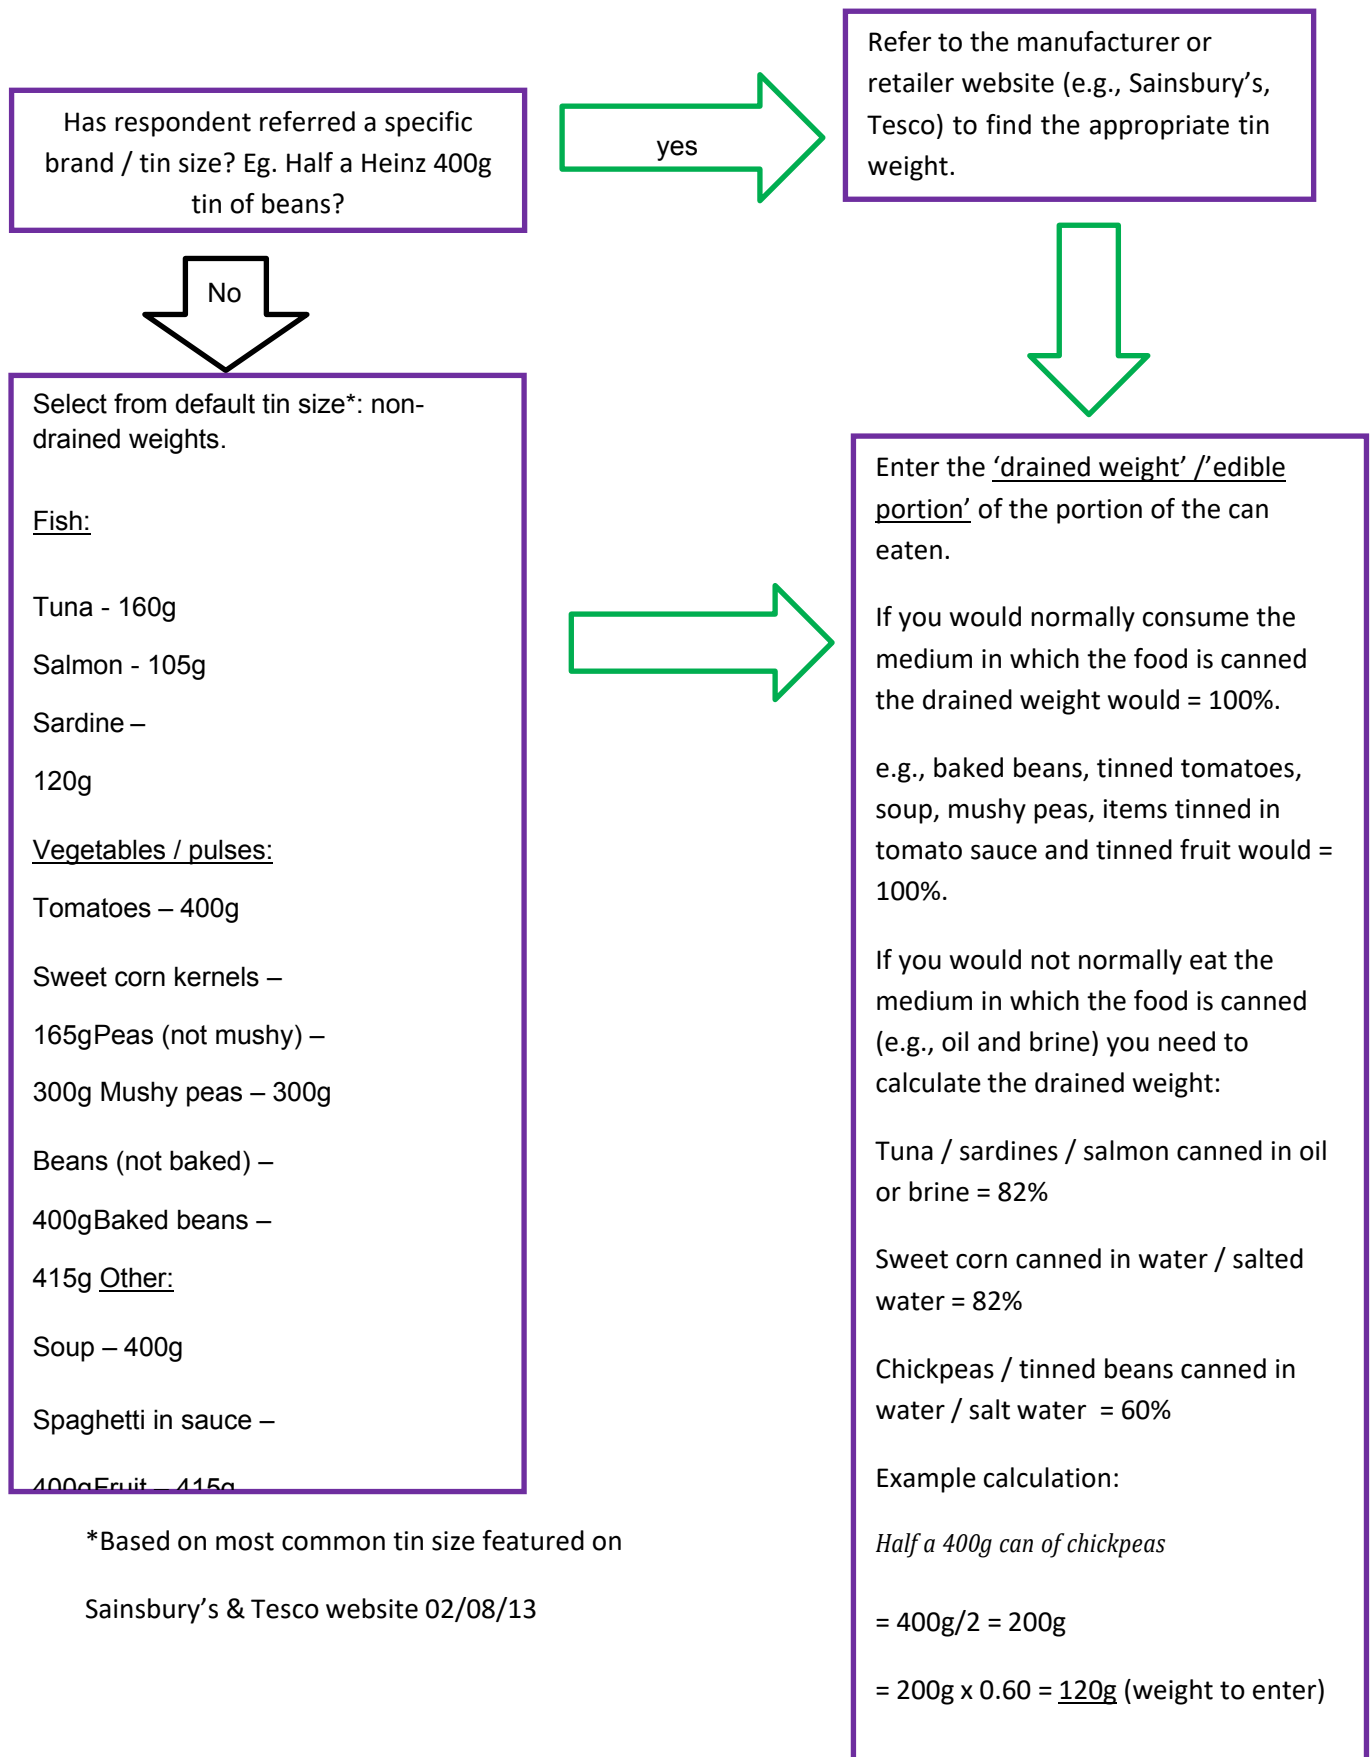 Has respondent referred a specific
brand / tin size? Eg. Half a Heinz 400g
tin of beans?
yes
Refer to the manufacturer or
retailer website (e.g., Sainsbury’s,
Tesco) to find the appropriate tin
weight.
No
Select from default tin size*: non-
drained weights.
Fish:
Tuna - 160g
Salmon - 105g
Sardine –
120g
Vegetables / pulses:
Tomatoes – 400g
Sweet corn kernels –
165gPeas (not mushy) –
300g Mushy peas – 300g
Beans (not baked) –
400gBaked beans –
415g Other:
Soup – 400g
Spaghetti in sauce –
400gFruit – 415g
*Based on most common tin size featured on
Sainsbury’s & Tesco website 02/08/13
Enter the ‘drained weight’ /’edible
portion’ of the portion of the can
eaten.
If you would normally consume the
medium in which the food is canned
the drained weight would = 100%.
e.g., baked beans, tinned tomatoes,
soup, mushy peas, items tinned in
tomato sauce and tinned fruit would =
100%.
If you would not normally eat the
medium in which the food is canned
(e.g., oil and brine) you need to
calculate the drained weight:
Tuna / sardines / salmon canned in oil
or brine = 82%
Sweet corn canned in water / salted
water = 82%
Chickpeas / tinned beans canned in
water / salt water = 60%
Example calculation:
Half a 400g can of chickpeas
= 400g/2 = 200g
= 200g x 0.60 = 120g (weight to enter)